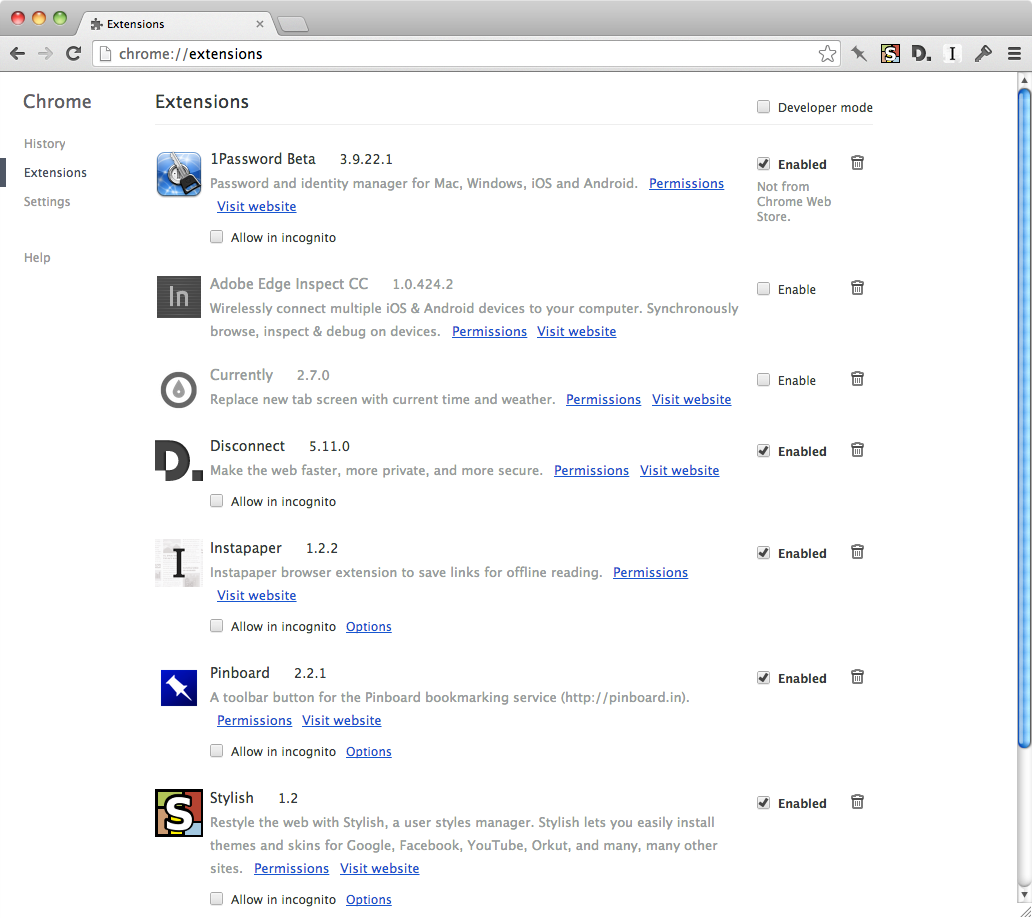 Extensions
chrome://extensions
Chrome
History
Extensions
Settings
Help
Extensions
Developer mode
1Password Beta 3.9.22.1
Password and identity manager for Mac, Windows, iOS and Android. Permissions
Visit website
Allow in incognito
Enabled
Not from
Chrome Web
Store.
In
Adobe Edge Inspect CC 1.0.424.2
Wirelessly connect multiple iOS & Android devices to your computer. Synchronously
browse, inspect & debug on devices. Permissions Visit website
Enable
Currently 2.7.0
Replace new tab screen with current time and weather. Permissions Visit website
Enable
D.
Disconnect 5.11.0
Make the web faster, more private, and more secure. Permissions Visit website
Allow in incognito
Enabled
I
Instapaper 1.2.2
Instapaper browser extension to save links for offline reading. Permissions
Visit website
Allow in incognito Options
Enabled
Pinboard 2.2.1
A toolbar button for the Pinboard bookmarking service (http://pinboard.in).
Permissions Visit website
Allow in incognito Options
Enabled
S
Stylish 1.2
Restyle the web with Stylish, a user styles manager. Stylish lets you easily install
themes and skins for Google, Facebook, YouTube, Orkut, and many, many other
sites. Permissions Visit website
Allow in incognito Options
Enabled